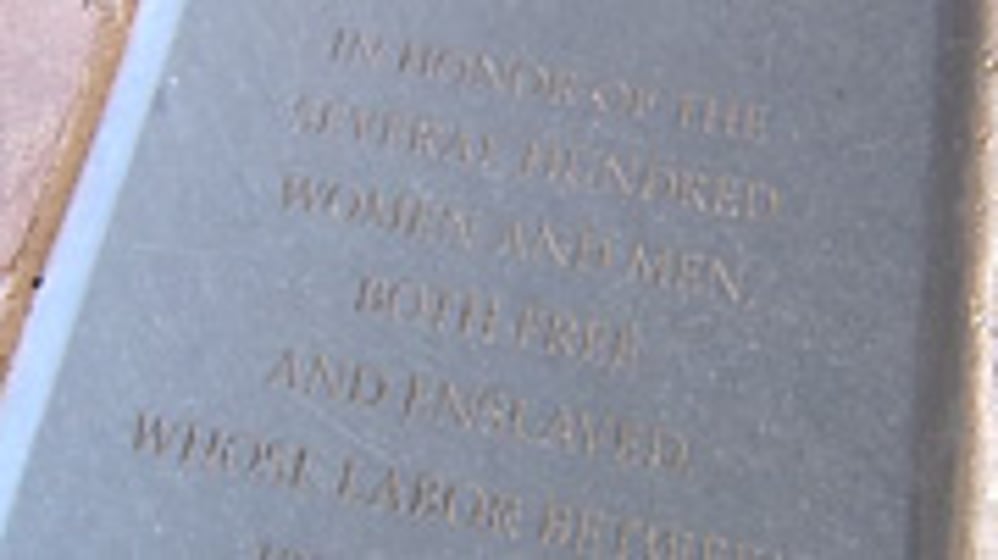 IN HONOR OF THE
SEVERAL HUNDRED
WOMEN AND MEN,
BOTH FREE
AND ENSLAVED,
WHOSE LABOR BETWEEN